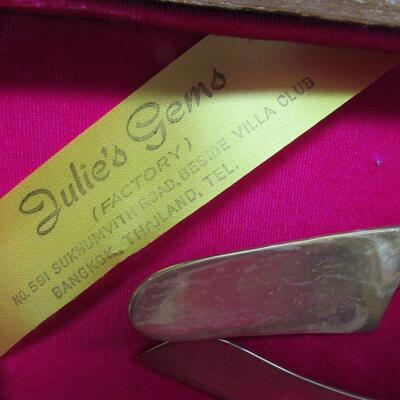 Julie's Gems
(FACTORY)
NO. 591 SUKHUMVITH ROAD, BESIDE VILLA CLUB
BANGKOK, THAILAND, TEL.